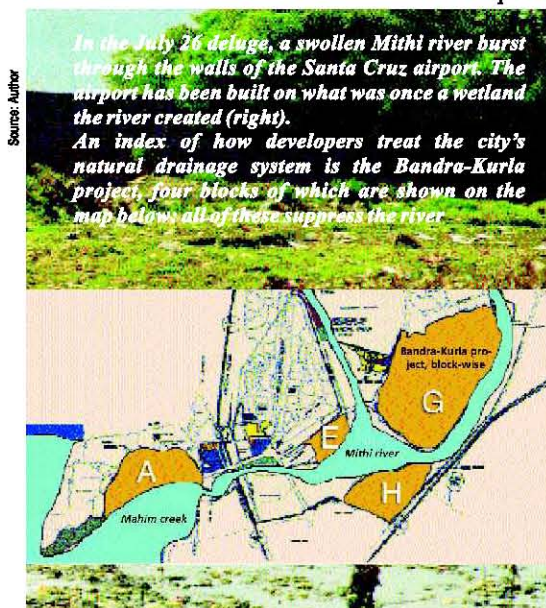 In the July 26 deluge, a swollen Mithi river burst
through the walls of the Santa Cruz airport. The
airport has been built on what was once a wetland
the river created (right).
An index of how developers treat the city's
natural drainage system is the Bandra-Kurla
project, four blocks of which are shown on the
map below; all of these suppress the river
Source: Author
Bandra-Kurla pro-
ject, block-wise
G
E
Mithi river
A
H
Mahim creek